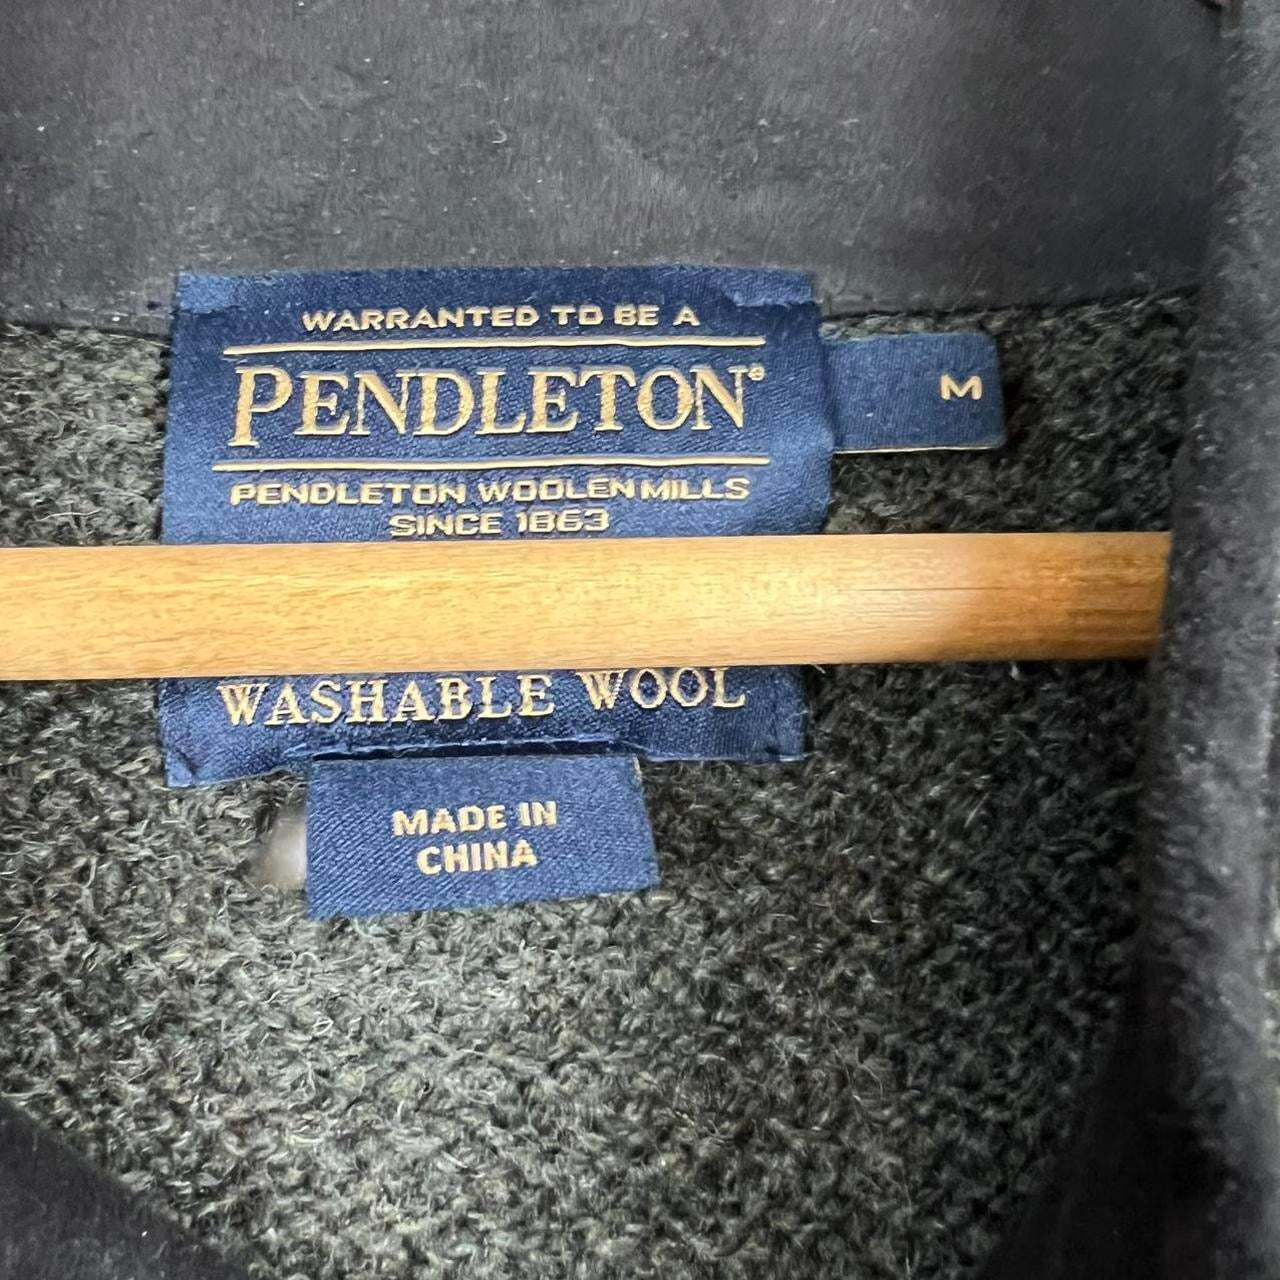 WARRANTED TO BE A
PENDLETON®
M
PENDLETON WOOLEN MILLS
SINCE 1863
WASHABLE WOOL
MADE IN
CHINA